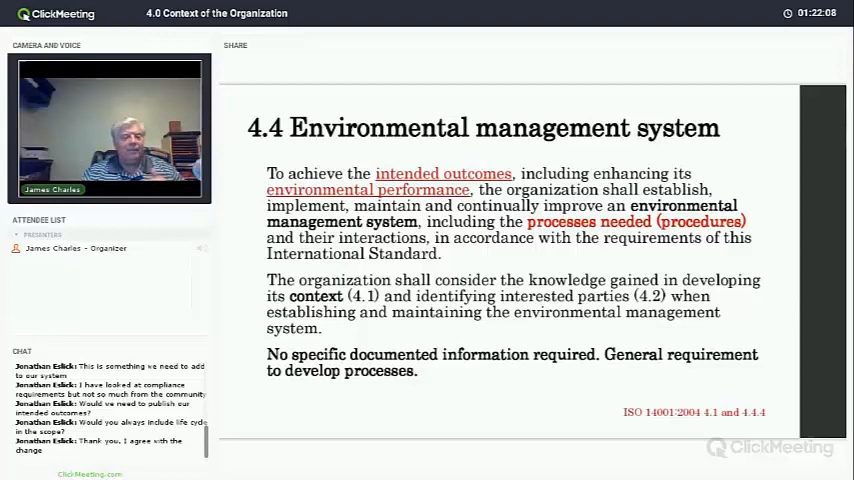 ClickMeeting
4.0 Context of the Organization
01:22:08
CAMERA AND VOICE
SHARE
James Charles
ATTENDEE LIST
PRESENTERS
James Charles - Organizer
CHAT
Jonathan Eslick: This is something we need to add
to our system
Jonathan Eslick: I have looked at compliance
requirements but not so much from the community
Jonathan Eslick: Would we need to publish our
intended outcomes?
Jonathan Eslick: Would you always include life cycle
in the scope?
Jonathan Eslick: Thank you, I agree with the
change
ClickMeeting.com
4.4 Environmental management system
To achieve the intended outcomes, including enhancing its
environmental performance, the organization shall establish,
implement, maintain and continually improve an environmental
management system, including the processes needed (procedures)
and their interactions, in accordance with the requirements of this
International Standard.
The organization shall consider the knowledge gained in developing
its context (4.1) and identifying interested parties (4.2) when
establishing and maintaining the environmental management
system.
No specific documented information required. General requirement
to develop processes.
ISO 14001:2004 4.1 and 4.4.4
ClickMeeting